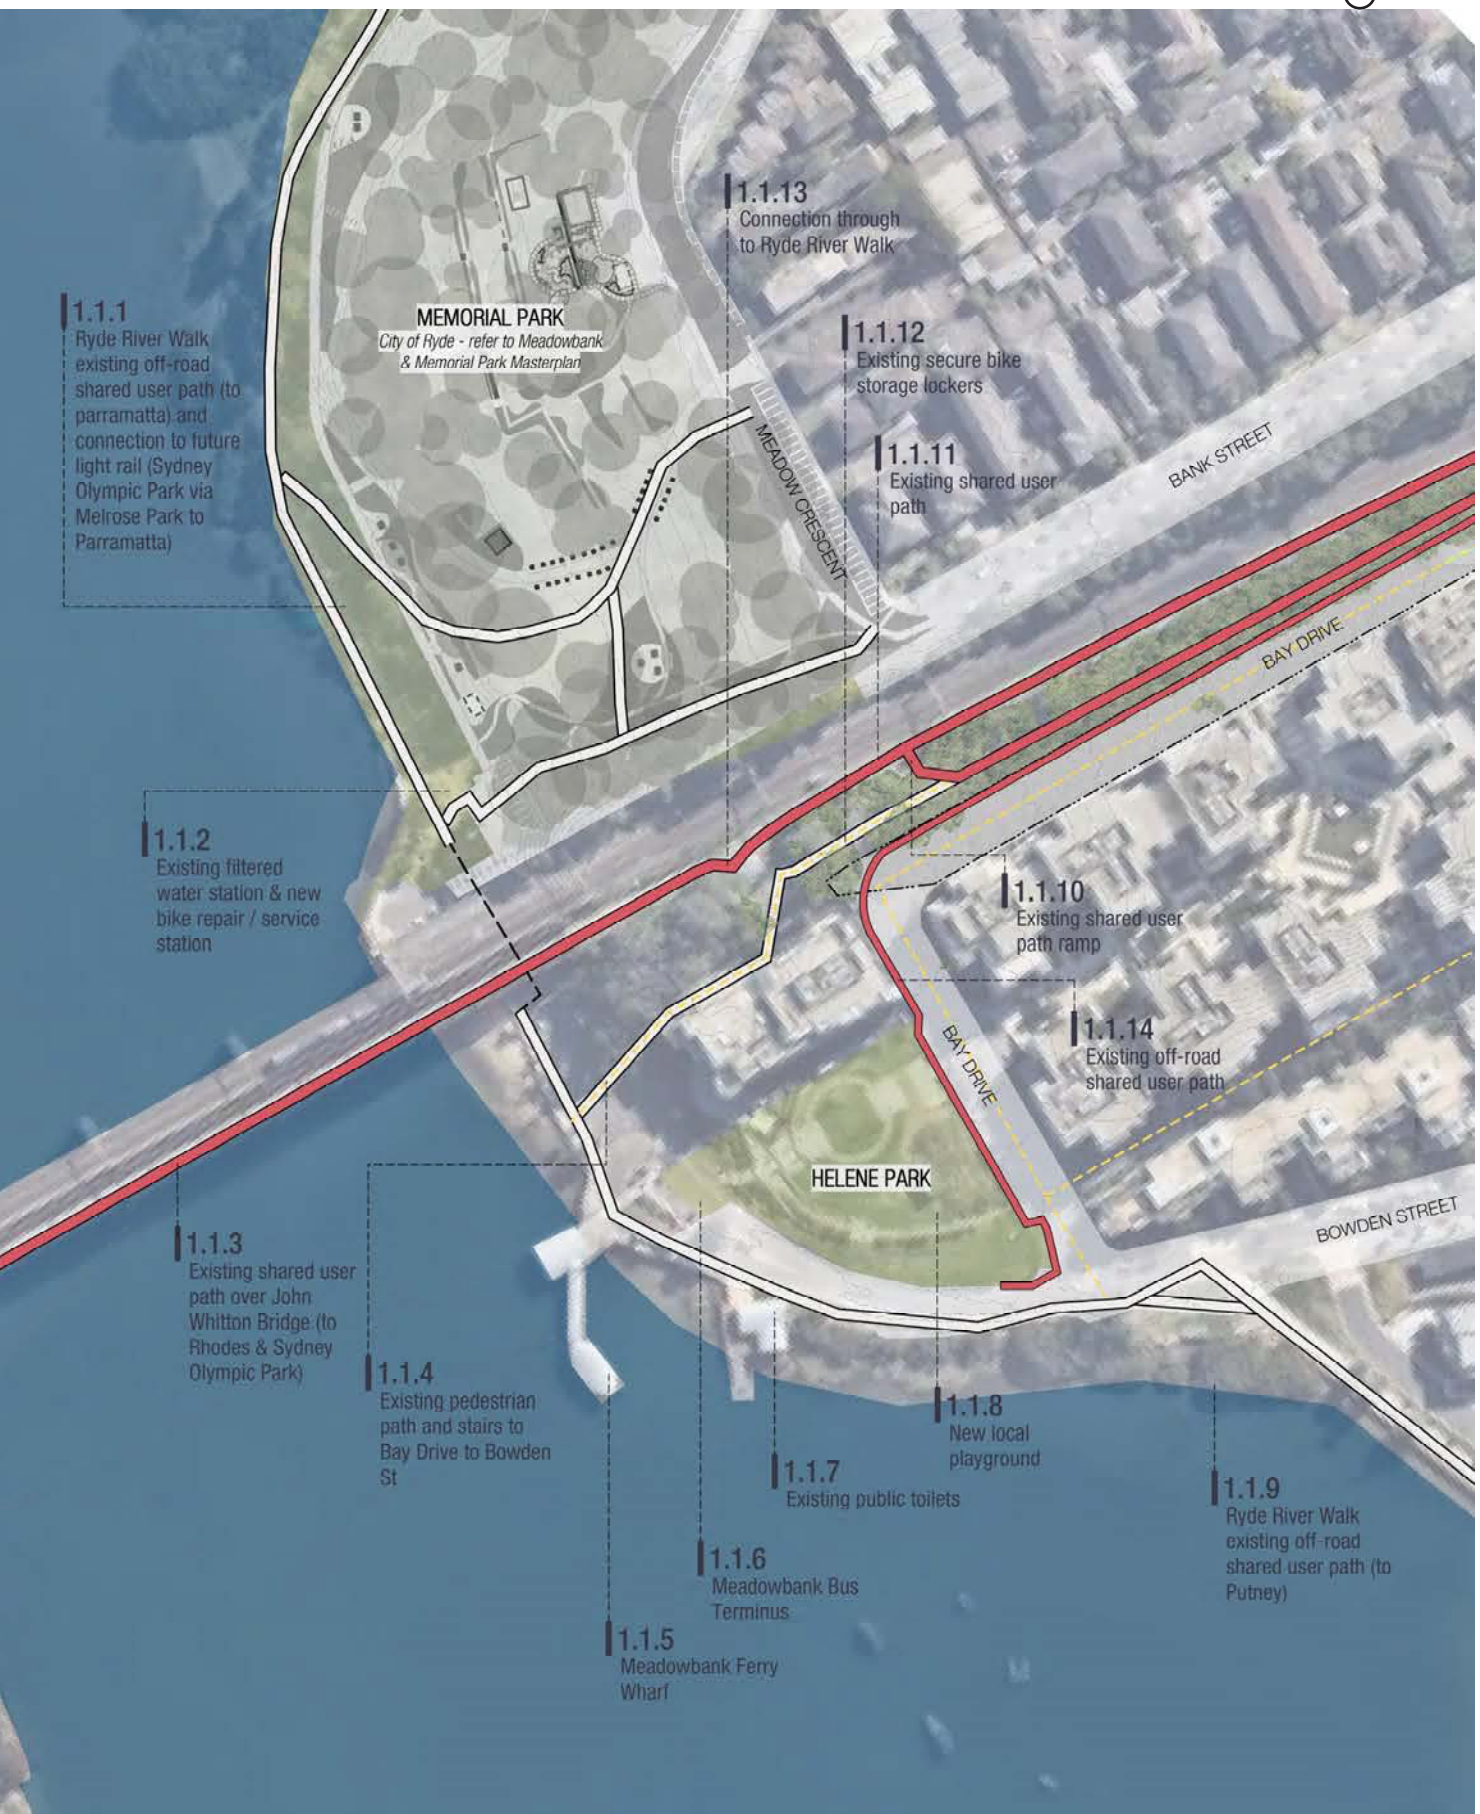 1.1.13
Connection through
to Ryde River Walk
1.1.1
Ryde River Walk
existing off-road
shared user path (to
parramatta) and
connection to future
light rail (Sydney
Olympic Park via
Melrose Park to
Parramatta)
MEMORIAL PARK
City of Ryde - refer to Meadowbank
& Memorial Park Masterplan
1.1.12
Existing secure bike
storage lockers
1.1.11
Existing shared user
path
BANK STREET
MEADOW CRESCENT
BAY DRIVE
1.1.2
Existing filtered
water station & new
bike repair / service
station
1.1.10
Existing shared user
path ramp
1.1.14
Existing off-road
shared user path
BAY DRIVE
HELENE PARK
BOWDEN STREET
1.1.3
Existing shared user
path over John
Whitton Bridge (to
Rhodes & Sydney
Olympic Park)
1.1.4
Existing pedestrian
path and stairs to
Bay Drive to Bowden
St
1.1.8
New local
playground
1.1.7
Existing public toilets
1.1.9
Ryde River Walk
existing off-road
shared user path (to
Putney)
1.1.6
Meadowbank Bus
Terminus
1.1.5
Meadowbank Ferry
Wharf